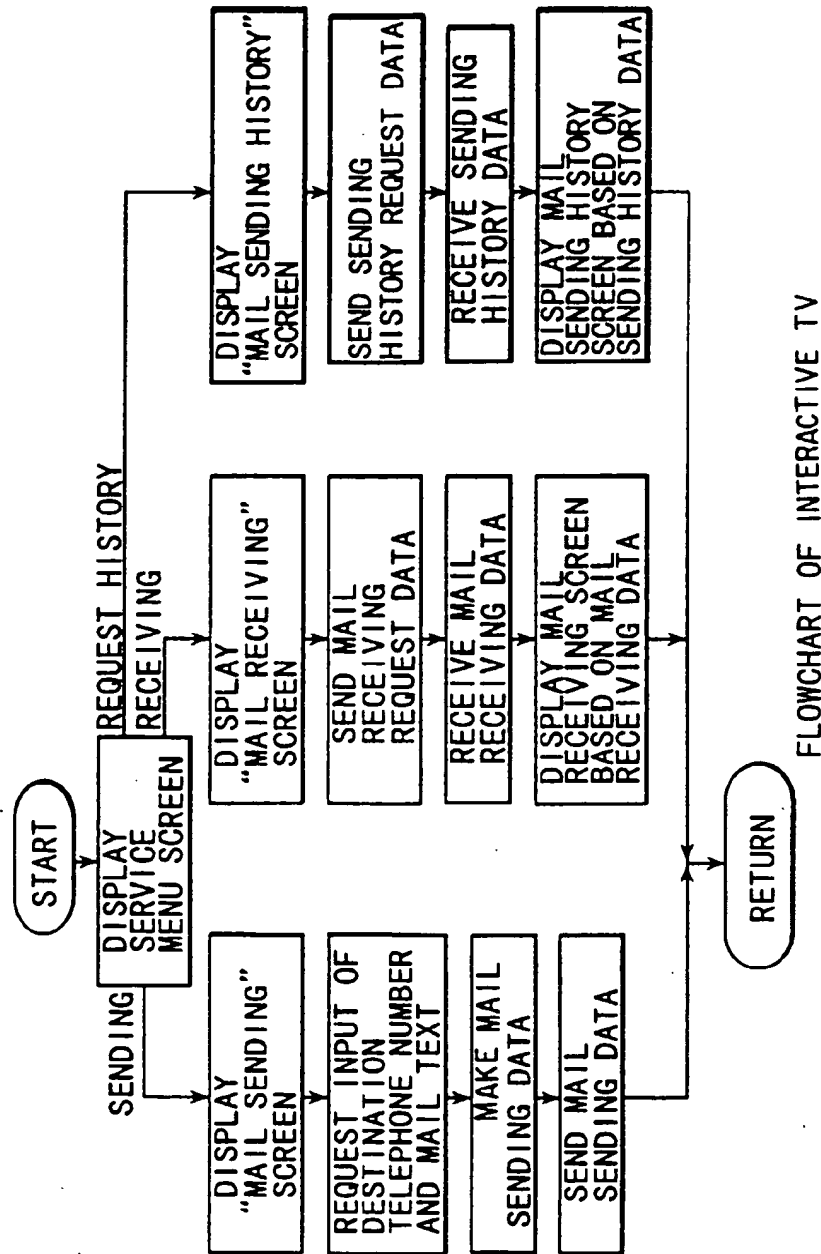 START
DISPLAY
SERVICE
MENU SCREEN
SENDING
RECEIVING
REQUEST HISTORY
DISPLAY
“MAIL SENDING”
SCREEN
REQUEST INPUT OF
DESTINATION
TELEPHONE NUMBER
AND MAIL TEXT
MAKE MAIL
SENDING DATA
SEND MAIL
SENDING DATA
DISPLAY
“MAIL RECEIVING”
SCREEN
SEND MAIL
RECEIVING
REQUEST DATA
RECEIVE MAIL
RECEIVING DATA
DISPLAY MAIL
RECEIVING SCREEN
BASED ON MAIL
RECEIVING DATA
DISPLAY
“MAIL SENDING HISTORY”
SCREEN
SEND SENDING
HISTORY REQUEST DATA
RECEIVE SENDING
HISTORY DATA
DISPLAY MAIL
SENDING HISTORY
SCREEN BASED ON
SENDING HISTORY DATA
RETURN
FLOWCHART OF INTERACTIVE TV